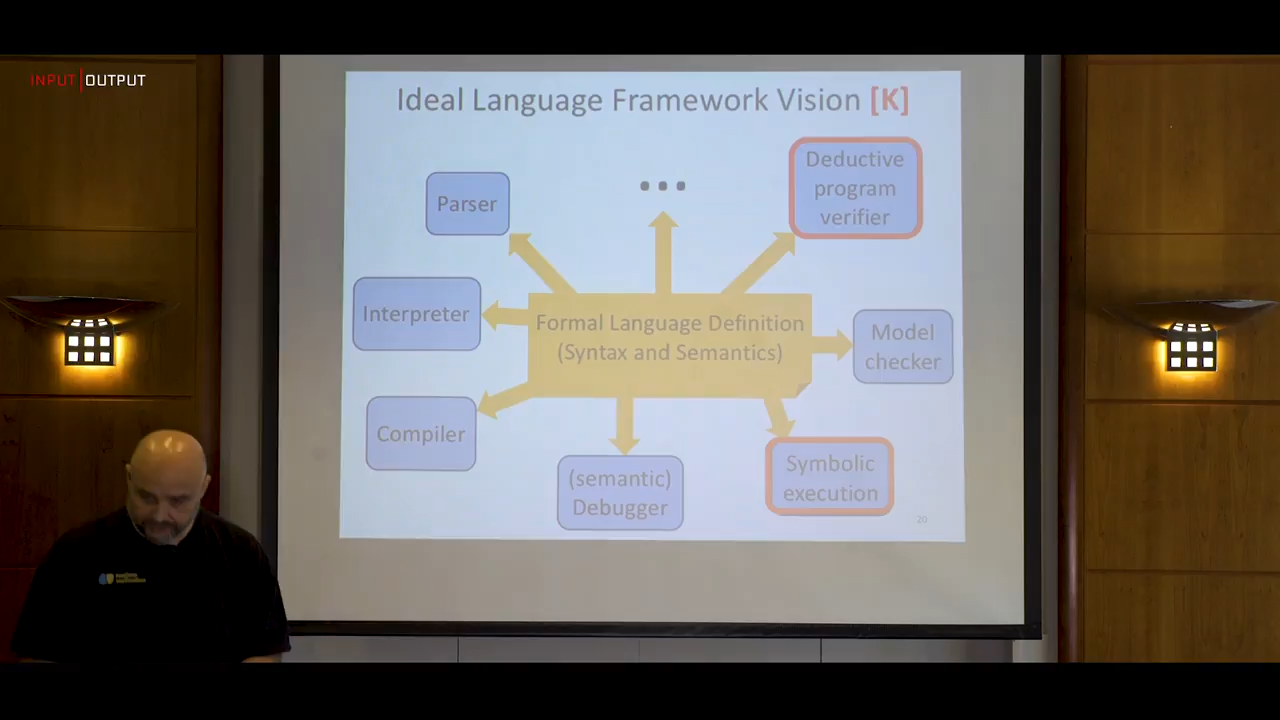 INPUT OUTPUT
Ideal Language Framework Vision [K]
Parser
...
Deductive
program
verifier
Interpreter
Formal Language Definition
(Syntax and Semantics)
Model
checker
Compiler
(semantic)
Debugger
Symbolic
execution
20